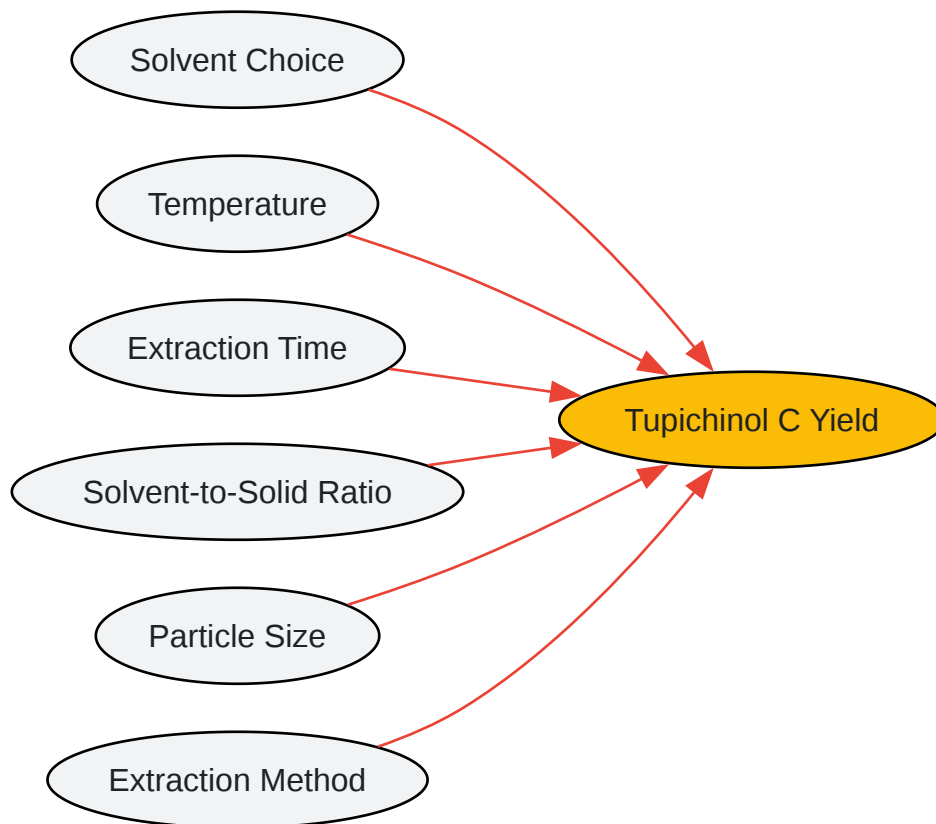 Solvent Choice
Temperature
Extraction Time
Tupichinol C Yield
Solvent-to-Solid Ratio
Particle Size
Extraction Method